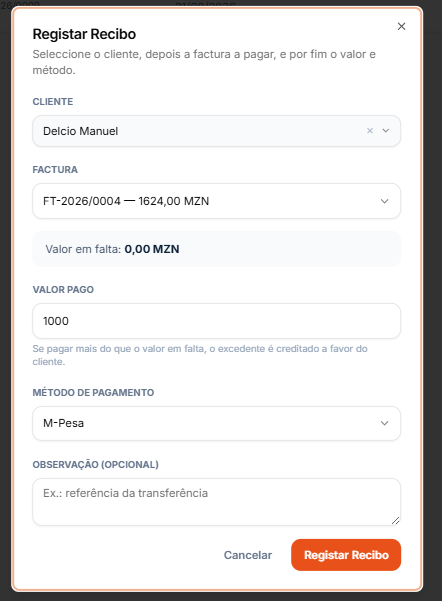 Registar Recibo
Seleccione o cliente, depois a factura a pagar, e por fim o valor e
método.
CLIENTE
Delcio Manuel
FACTURA
FT-2026/0004 — 1624,00 MZN
Valor em falta: 0,00 MZN
VALOR PAGO
1000
Se pagar mais do que o valor em falta, o excedente é creditado a favor do
cliente.
MÉTODO DE PAGAMENTO
M-Pesa
OBSERVAÇÃO (OPCIONAL)
Ex.: referência da transferência
Cancelar
Registar Recibo